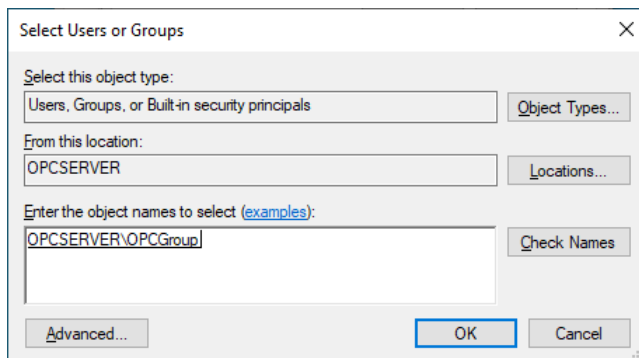 Select Users or Groups
Select this object type:
Users, Groups, or Built-in security principals
Object Types...
From this location:
OPCSERVER
Locations...
Enter the object names to select (examples):
OPCSERVER\OPCGroup
Check Names
Advanced...
OK
Cancel